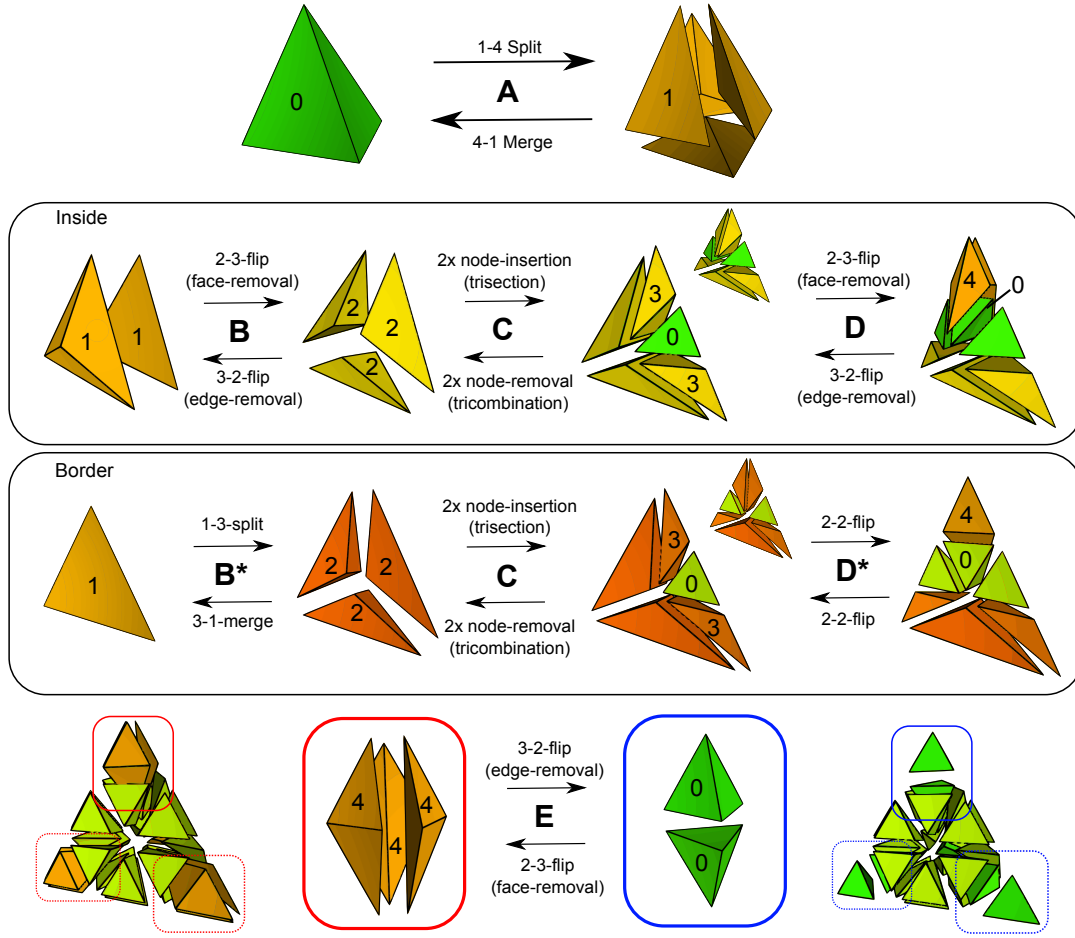 1-4 Split
A
4-1 Merge
0
1
Inside
1
1
2-3-flip
(face-removal)
B
3-2-flip
(edge-removal)
2
2
2
2x node-insertion
(trisection)
C
2x node-removal
(tricombination)
3
0
3
2-3-flip
(face-removal)
D
3-2-flip
(edge-removal)
4
0
Border
1
1-3-split
B*
3-1-merge
2
2
2
2x node-insertion
(trisection)
C
2x node-removal
(tricombination)
3
0
3
2-2-flip
D*
2-2-flip
4
0
4
4
4
3-2-flip
(edge-removal)
E
2-3-flip
(face-removal)
0
0